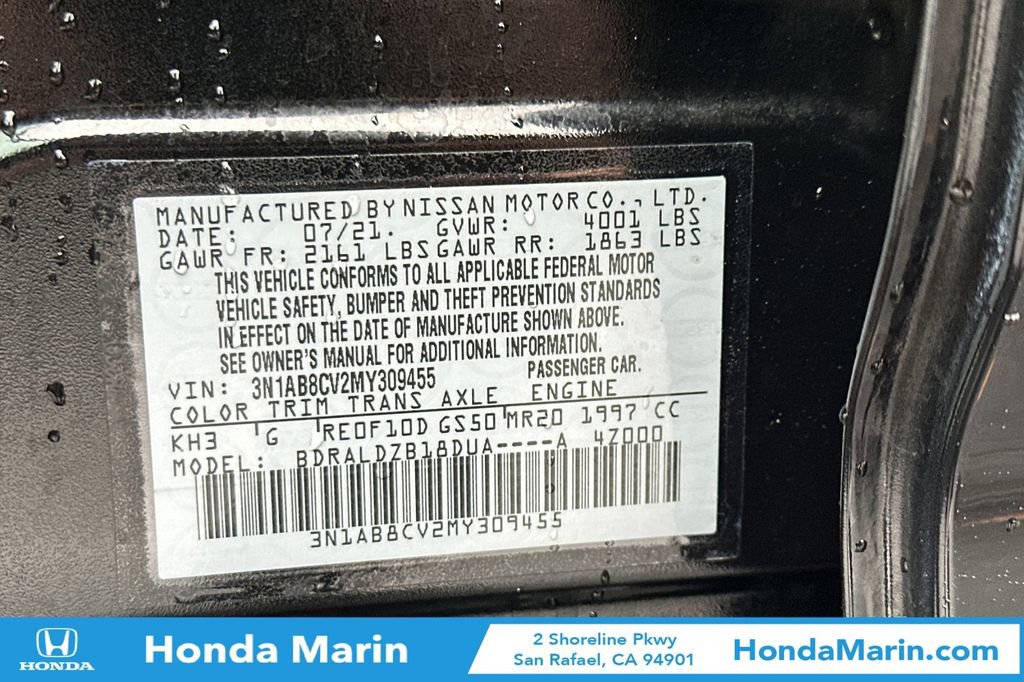 MANUFACTURED BY NISSAN MOTOR CO., LTD.
DATE: 07/21. GVWR: 4001 LBS
GAWR FR: 2161 LBS GAWR RR: 1863 LBS
THIS VEHICLE CONFORMS TO ALL APPLICABLE FEDERAL MOTOR
VEHICLE SAFETY, BUMPER AND THEFT PREVENTION STANDARDS
IN EFFECT ON THE DATE OF MANUFACTURE SHOWN ABOVE.
SEE OWNER'S MANUAL FOR ADDITIONAL INFORMATION.
VIN: 3N1AB8CV2MY309455 PASSENGER CAR.
COLOR TRIM TRANS AXLE ENGINE
KH3 G RE0F10D GS50 MR20 1997 CC
MODEL: BDRALDZB18DUA----A 47000
3N1AB8CV2MY309455
HONDA
Honda Marin
2 Shoreline Pkwy
San Rafael, CA 94901
HondaMarin.com